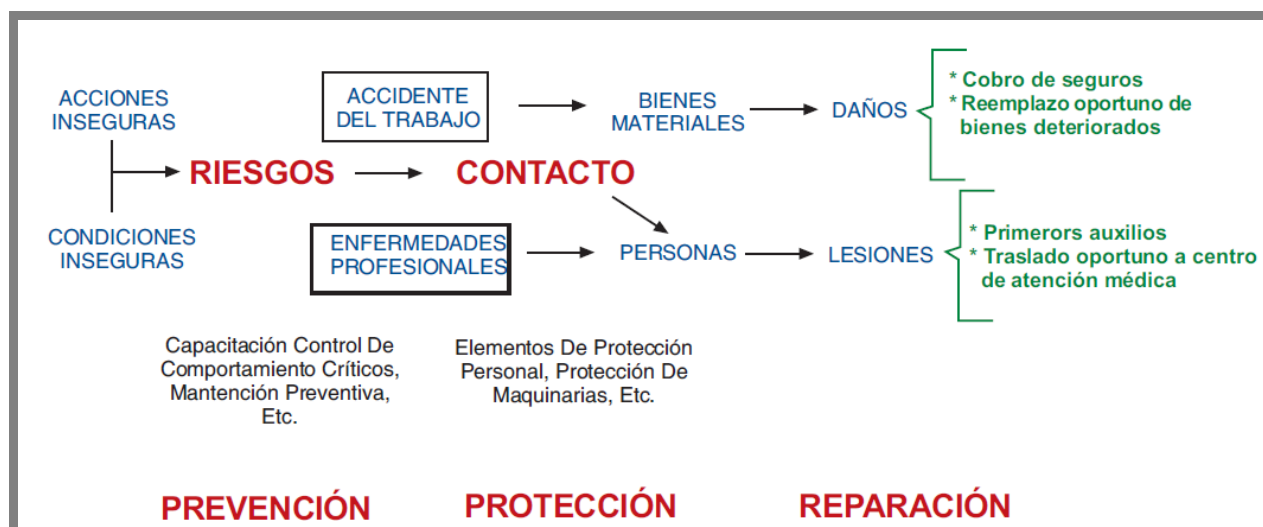 ACCIONES
INSEGURAS
ACCIDENTE
DEL TRABAJO
BIENES
MATERIALES
DAÑOS
* Cobro de seguros
* Reemplazo oportuno de
bienes deteriorados
RIESGOS
CONTACTO
CONDICIONES
INSEGURAS
ENFERMEDADES
PROFESIONALES
PERSONAS
LESIONES
* Primerors auxilios
* Traslado oportuno a centro
de atención médica
Capacitación Control De
Comportamiento Críticos,
Mantención Preventiva,
Etc.
Elementos De Protección
Personal, Protección De
Maquinarias, Etc.
PREVENCIÓN
PROTECCIÓN
REPARACIÓN